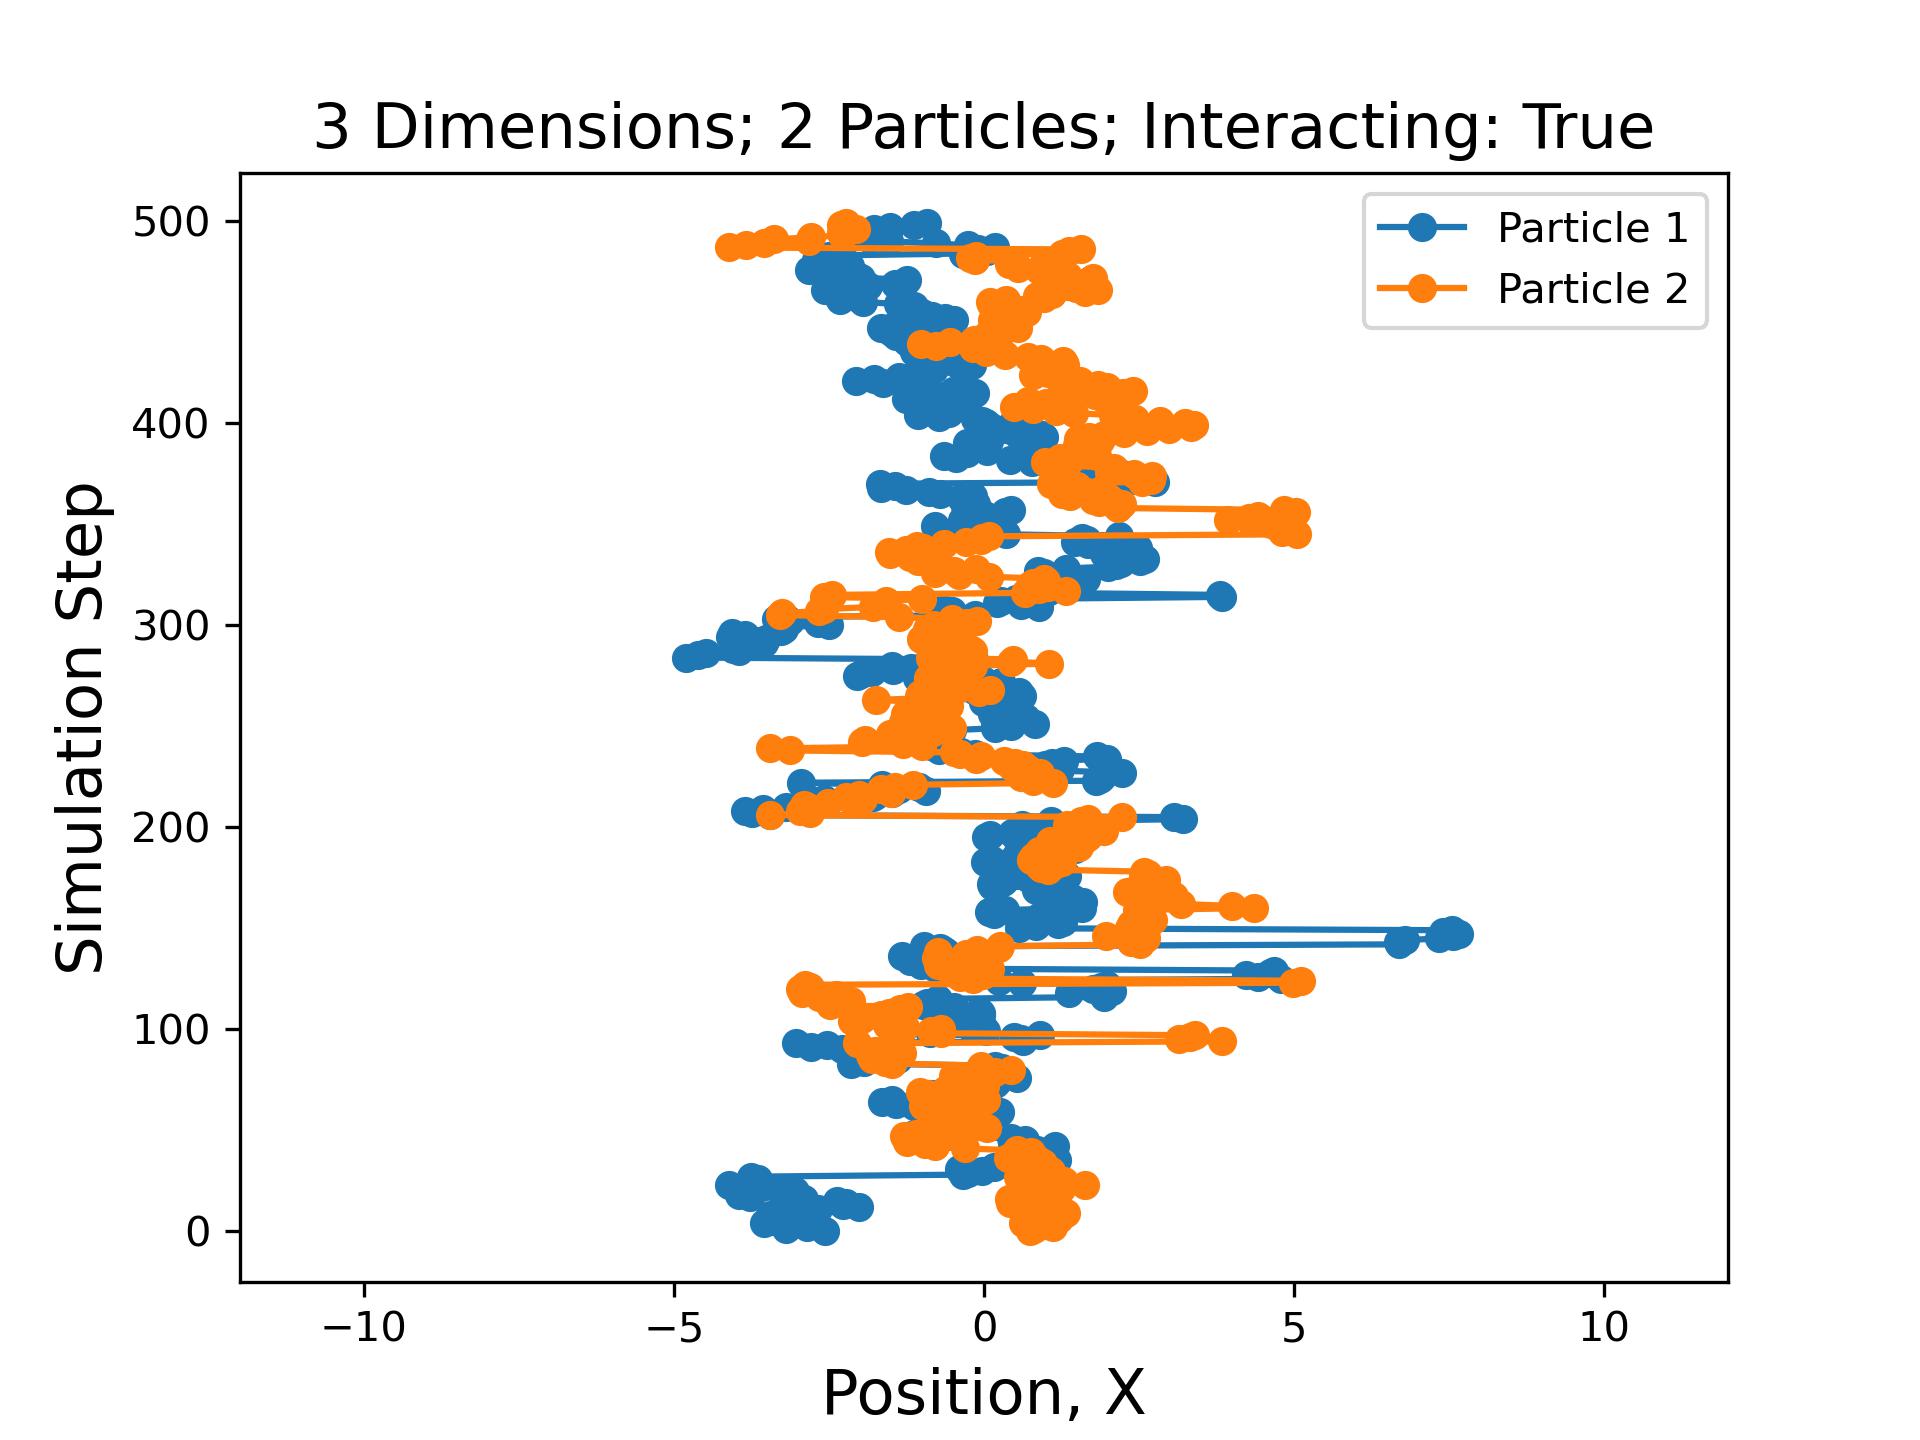 3 Dimensions; 2 Particles; Interacting: True
Particle 1
Particle 2
Simulation Step
500
400
300
200
100
0
−10
−5
0
5
10
Position, X